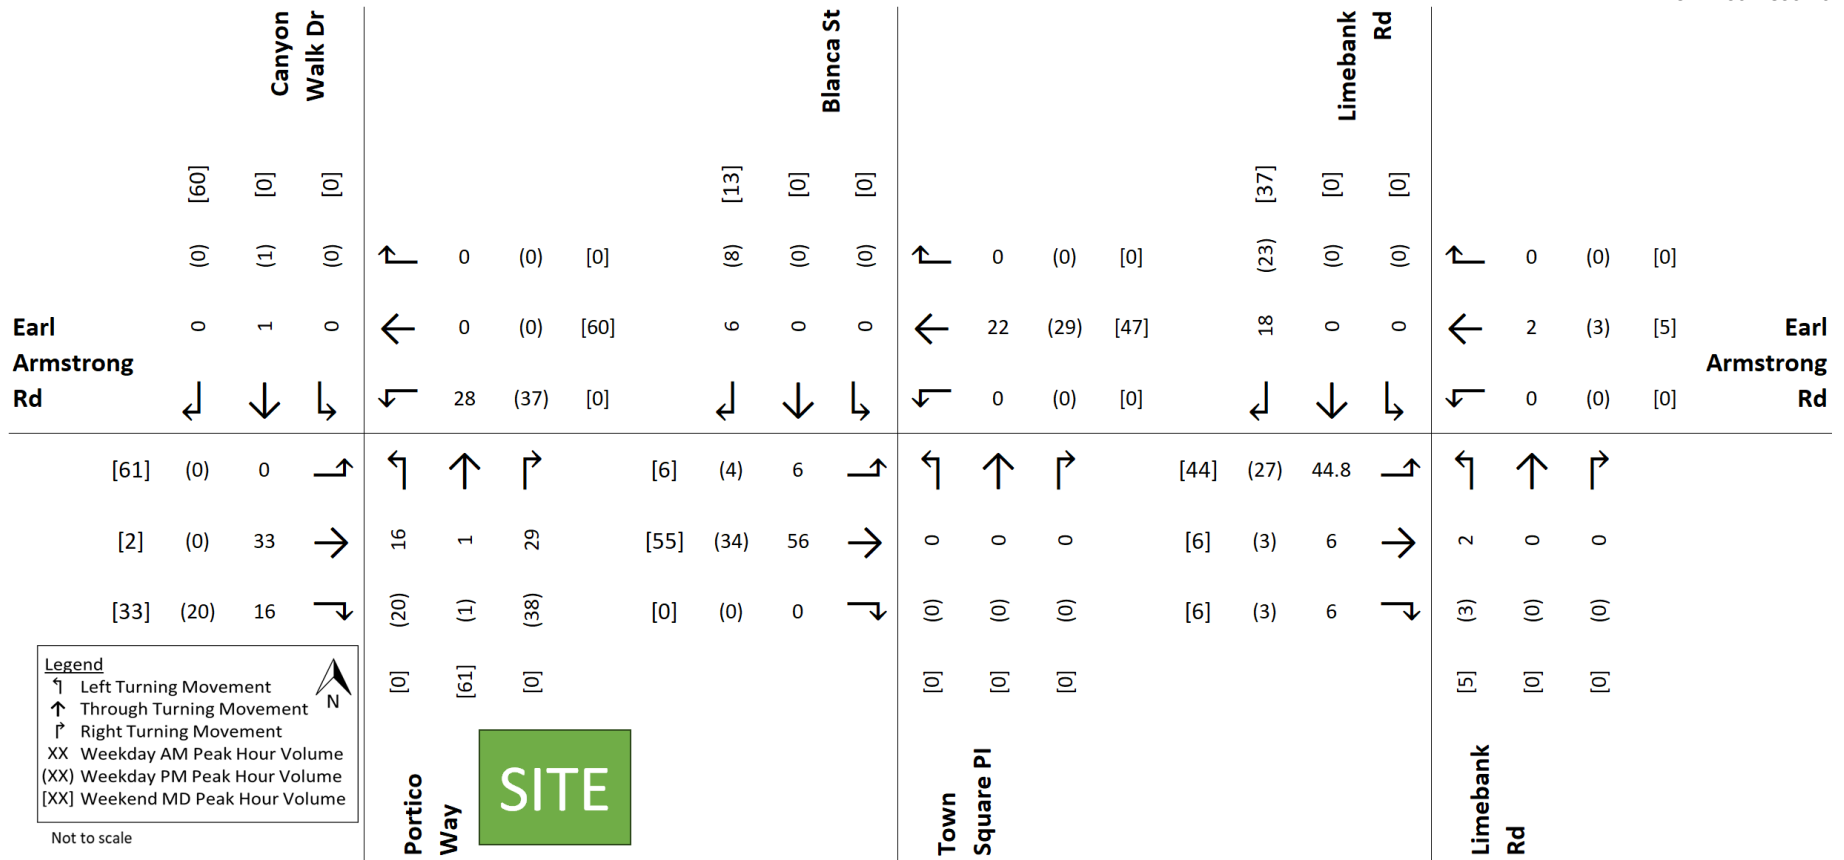 Canyon
Walk Dr
Blanca St
Limebank
Rd
[60] [0] [0] [13] [0] [0] [37] [0] [0]
(0) (1) (0) 0 (0) [0] (8) (0) (0) 0 (0) [0] (23) (0) (0) 0 (0) [0]
Earl 0 1 0 0 (0) [60] 6 0 0 22 (29) [47] 18 0 0 2 (3) [5] Earl
Armstrong Armstrong
Rd 28 (37) [0] 0 (0) [0] 0 (0) [0] Rd
[61] (0) 0 [6] (4) 6 [44] (27) 44.8
[2] (0) 33 16 1 29 [55] (34) 56 0 0 0 [6] (3) 6 2 0 0
[33] (20) 16 (20) (1) (38) [0] (0) 0 (0) (0) (0) [6] (3) 6 (3) (0) (0)
[0] [61] [0] [0] [0] [0] [5] [0] [0]
Legend
Left Turning Movement
Through Turning Movement
Right Turning Movement
XX Weekday AM Peak Hour Volume
(XX) Weekday PM Peak Hour Volume
[XX] Weekend MD Peak Hour Volume
N
Not to scale
Portico
Way
SITE
Town
Square Pl
Limebank
Rd